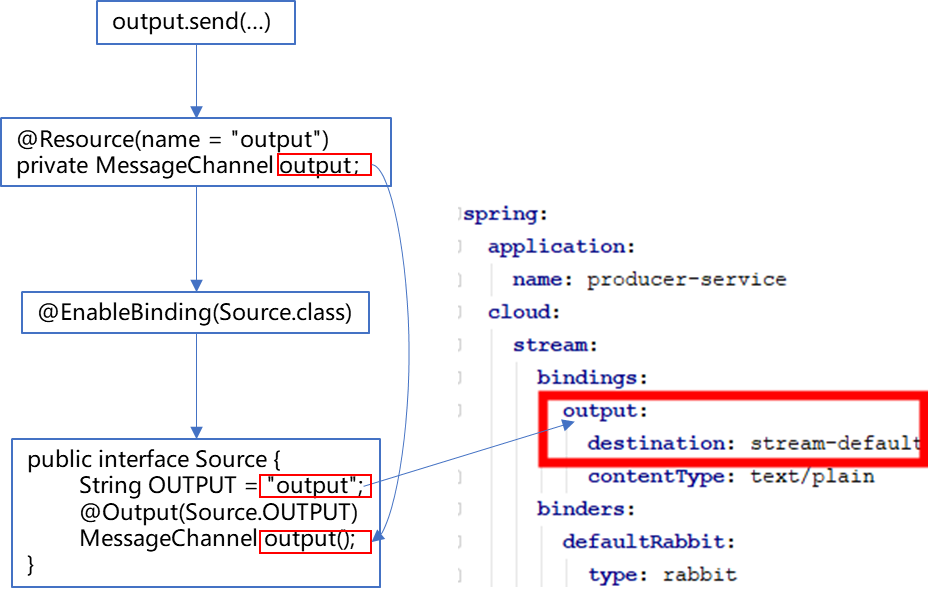 output.send(...)
@Resource(name = "output")
private MessageChannel output;
@EnableBinding(Source.class)
public interface Source {
String OUTPUT = "output";
@Output(Source.OUTPUT)
MessageChannel output();
}
spring:
application:
name: producer-service
cloud:
stream:
bindings:
output:
destination: stream-default
contentType: text/plain
binders:
defaultRabbit:
type: rabbit